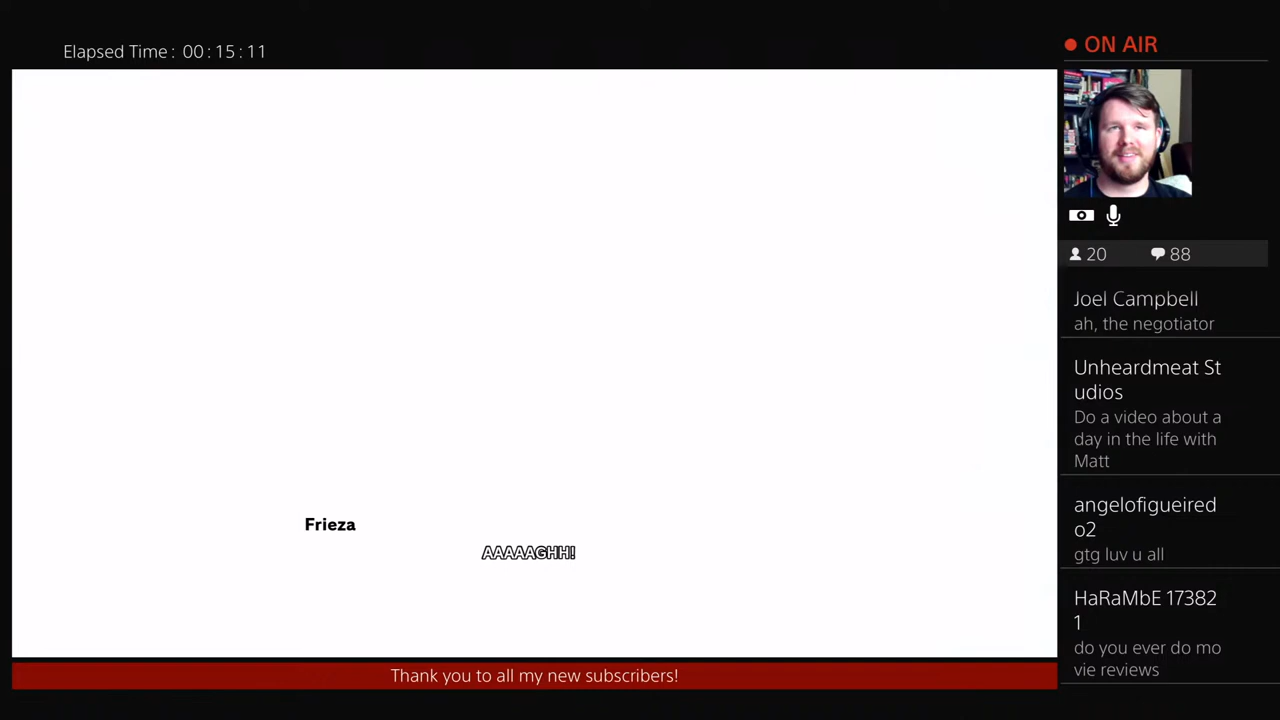 Elapsed Time: 00:15:11
ON AIR
20 88
Joel Campbell
ah, the negotiator
Unheardmeat St
udios
Do a video about a
day in the life with
Matt
angelofigueired
o2
gtg luv u all
HaRaMbE 17382
1
do you ever do mo
vie reviews
Frieza
AAAAAGHH!
Thank you to all my new subscribers!